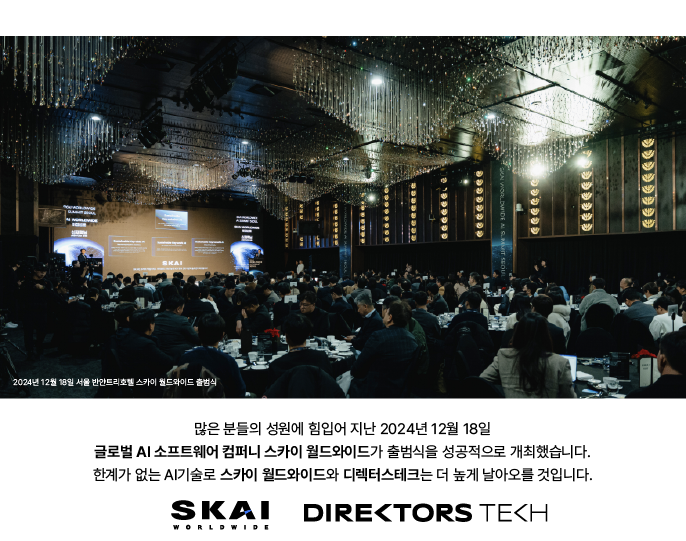 SKAI
2024년 12월 18일 서울 반얀트리호텔 스카이 월드와이드 출범식
많은 분들의 성원에 힘입어 지난 2024년 12월 18일
글로벌 AI 소프트웨어 컴퍼니 스카이 월드와이드가 출범식을 성공적으로 개최했습니다.
한계가 없는 AI기술로 스카이 월드와이드와 디렉터스테크는 더 높게 날아오를 것입니다.
SKAI
WORLDWIDE
DIRECTORS TECH